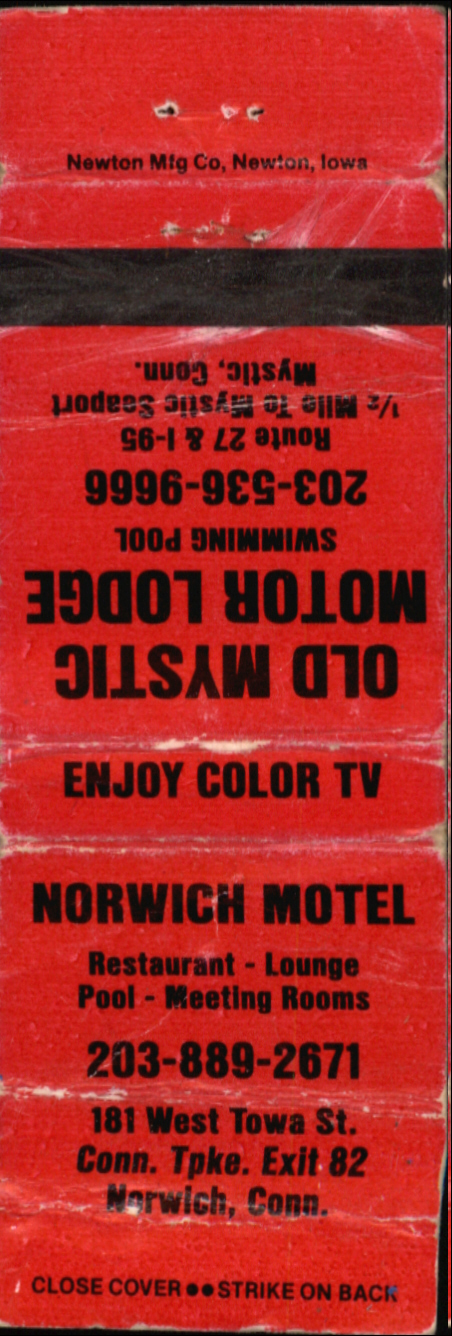 Newton Mfg Co, Newton, Iowa
OLD MYSTIC
MOTOR LODGE
SWIMMING POOL
203-536-9666
Route 27 & I-95
½ Mile To Mystic Seaport
Mystic, Conn.
ENJOY COLOR TV
NORWICH MOTEL
Restaurant - Lounge
Pool - Meeting Rooms
203-889-2671
181 West Towa St.
Conn. Tpke. Exit 82
Norwich, Conn.
CLOSE COVER●●STRIKE ON BACK